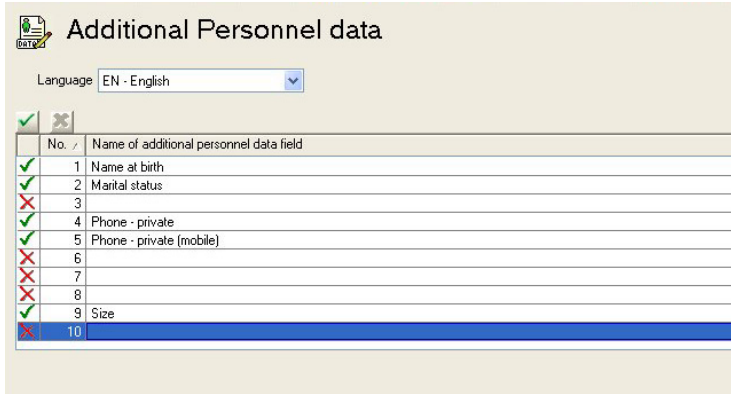 Additional Personnel data
DATA
Language EN - English
No. Name of additional personnel data field
1 Name at birth
2 Marital status
3
4 Phone - private
5 Phone - private (mobile)
6
7
8
9 Size
10